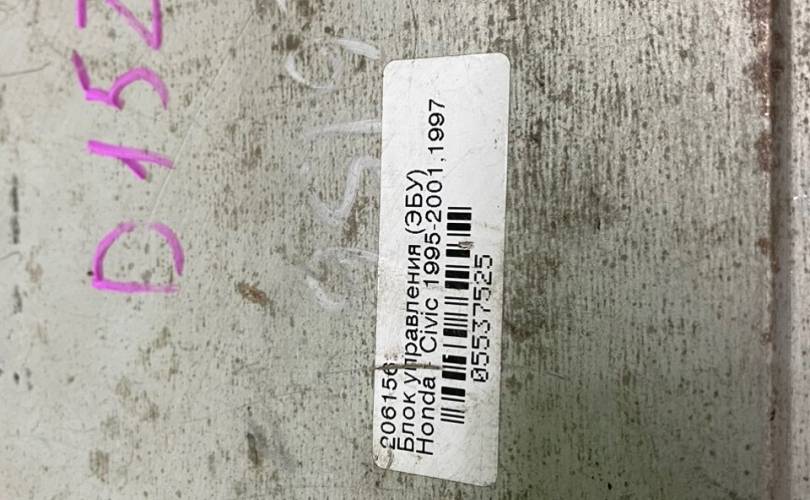 D15Z
206156
Блок управления (ЭБУ)
Honda - Civic 1995-2001,1997
05537525